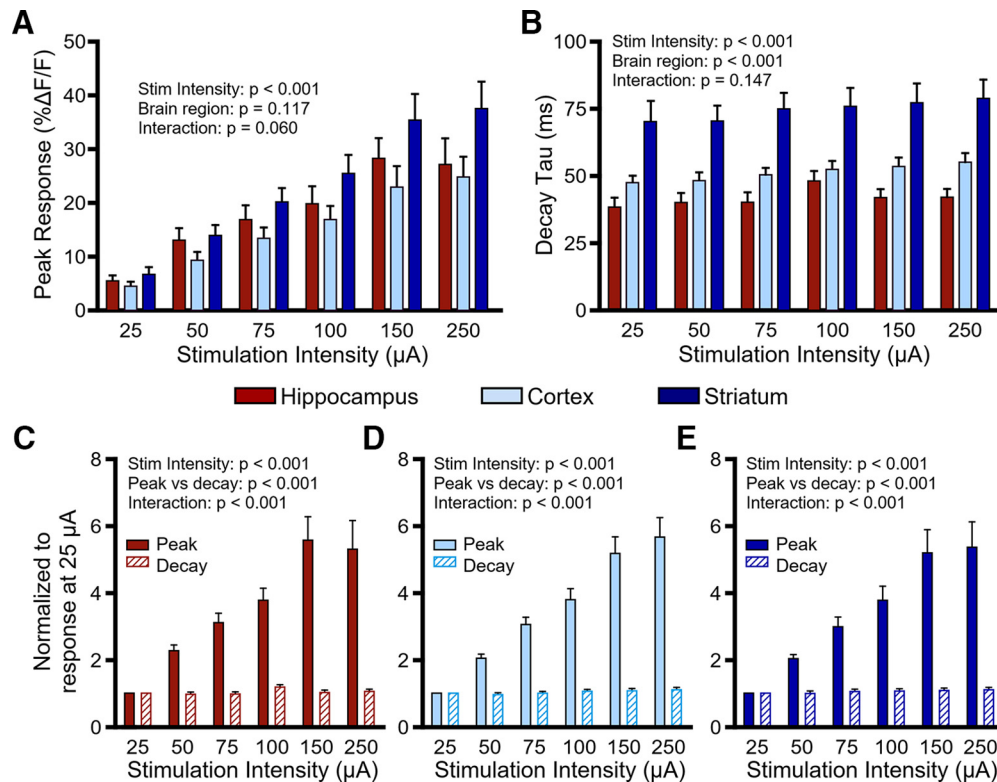 A
50
40
30
20
10
0
Peak Response (%ΔF/F)
Stim Intensity: p < 0.001
Brain region: p = 0.117
Interaction: p = 0.060
25 50 75 100 150 250
Stimulation Intensity (µA)
B
100
75
50
25
0
Decay Tau (ms)
Stim Intensity: p < 0.001
Brain region: p < 0.001
Interaction: p = 0.147
25 50 75 100 150 250
Stimulation Intensity (µA)
Hippocampus Cortex Striatum
C
8
6
4
2
0
Normalized to
response at 25 µA
Stim Intensity: p < 0.001
Peak vs decay: p < 0.001
Interaction: p < 0.001
Peak
Decay
25 50 75 100 150 250
Stimulation Intensity (µA)
D
8
6
4
2
0
Stim Intensity: p < 0.001
Peak vs decay: p < 0.001
Interaction: p < 0.001
Peak
Decay
25 50 75 100 150 250
Stimulation Intensity (µA)
E
8
6
4
2
0
Stim Intensity: p < 0.001
Peak vs decay: p < 0.001
Interaction: p < 0.001
Peak
Decay
25 50 75 100 150 250
Stimulation Intensity (µA)